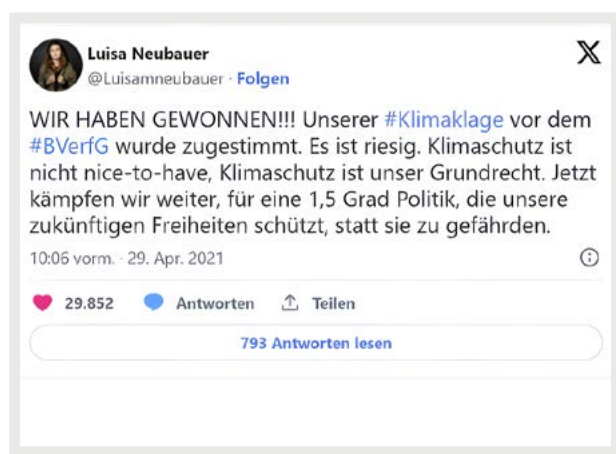 Luisa Neubauer
@Luisamneubauer · Folgen
WIR HABEN GEWONNEN!!! Unserer #Klimaklage vor dem
#BVerfG wurde zugestimmt. Es ist riesig. Klimaschutz ist
nicht nice-to-have, Klimaschutz ist unser Grundrecht. Jetzt
kämpfen wir weiter, für eine 1,5 Grad Politik, die unsere
zukünftigen Freiheiten schützt, statt sie zu gefährden.
10:06 vorm. · 29. Apr. 2021
29.852 Antworten Teilen
793 Antworten lesen